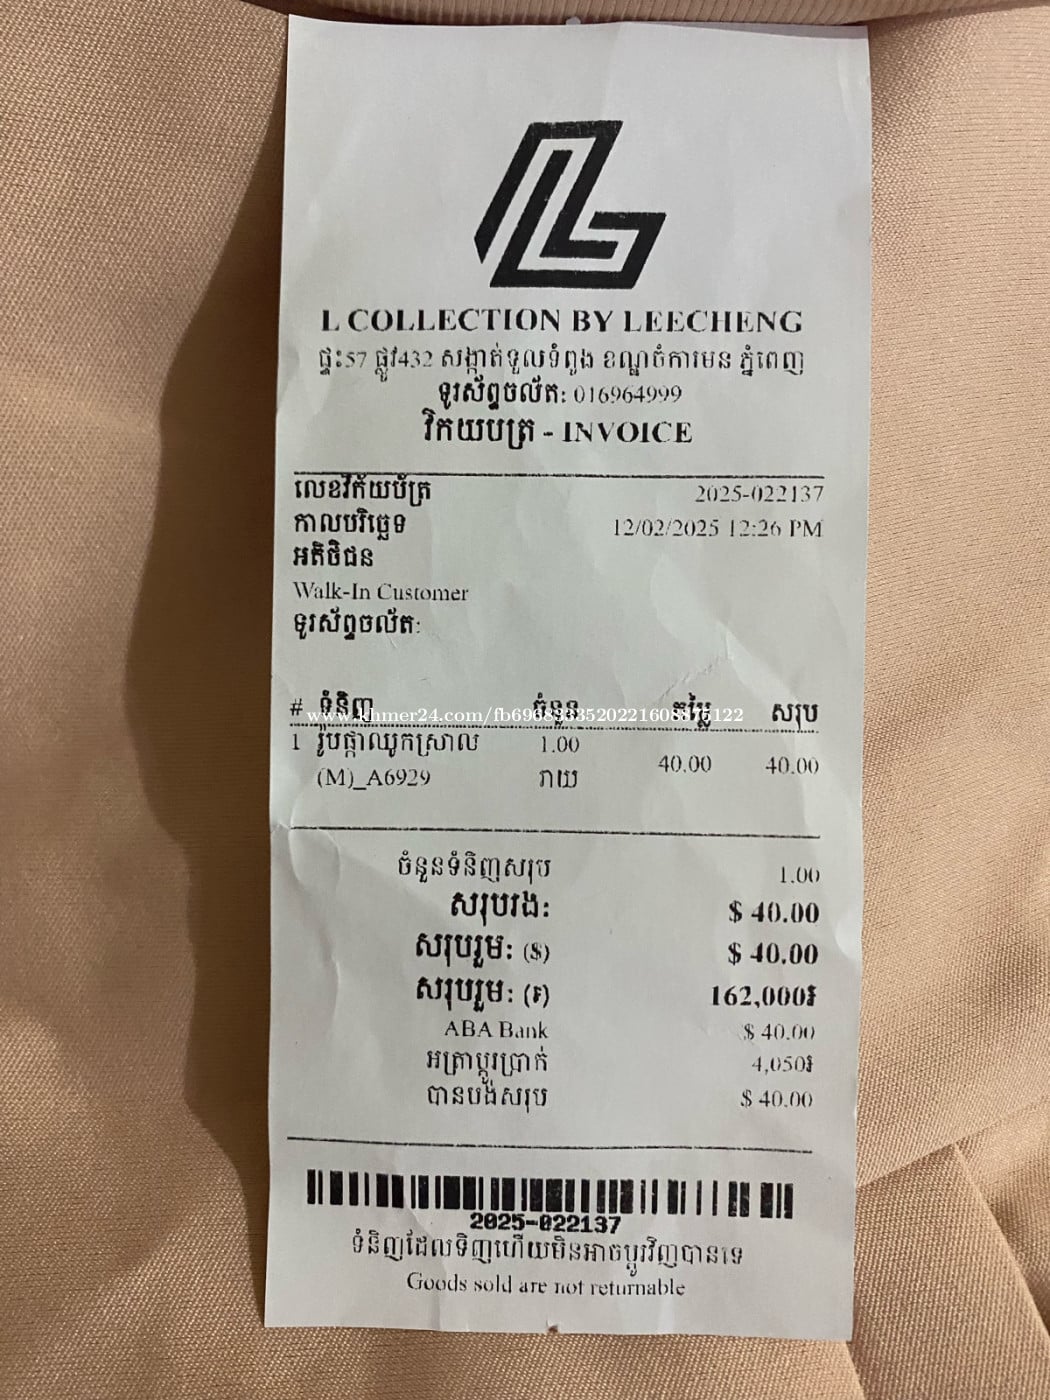 L COLLECTION BY LEECHENG
ផ្ទះ57 ផ្លូវ432 សង្កាត់ទួលទំពូង ខណ្ឌចំការមន ភ្នំពេញ
ទូរស័ព្ទចល័ត: 016964999
វិកយបត្រ - INVOICE
លេខវិក័យប័ត្រ 2025-022137
កាលបរិច្ឆេទ 12/02/2025 12:26 PM
អតិថិជន
Walk-In Customer
ទូរស័ព្ទចល័ត:
# ទំនិញ ចំនួន តម្លៃ សរុប
www.khmer24.com/fb696833352022160887​5122
1 រូបផ្កាឈូកស្រាល 1.00 40.00 40.00
(M)_A6929 រាយ
ចំនួនទំនិញសរុប 1.00
សរុបរង: $ 40.00
សរុបរួម: ($) $ 40.00
សរុបរួម: (៛) 162,000៛
ABA Bank $ 40.00
អត្រាប្តូរប្រាក់ 4,050៛
បានបង់សរុប $ 40.00
2025-022137
ទំនិញដែលទិញហើយមិនអាចប្តូរវិញបានទេ
Goods sold are not returnable